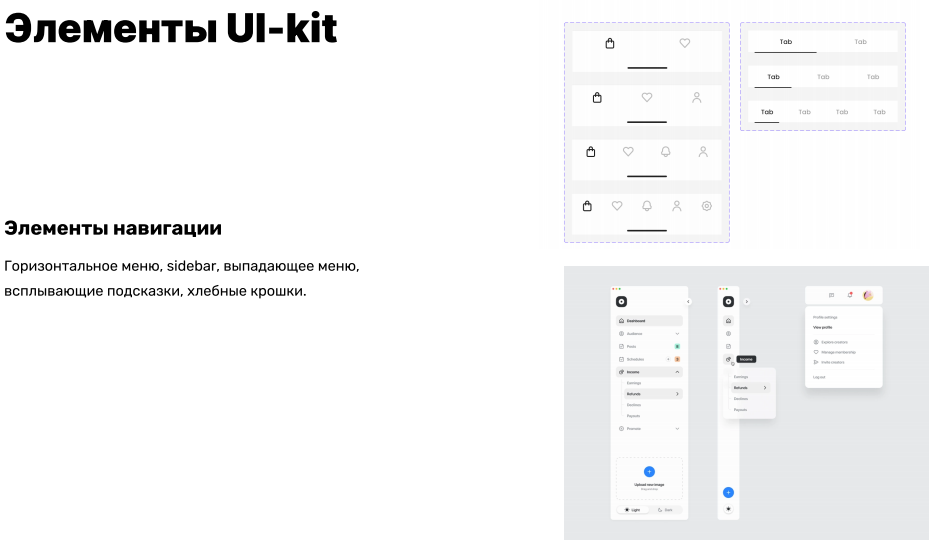 Элементы UI-kit
Tab Tab
Tab Tab Tab
Tab Tab Tab Tab
Элементы навигации
Горизонтальное меню, sidebar, выпадающее меню,
всплывающие подсказки, хлебные крошки.
Dashboard
Audience
Posts
Schedules
Income
Earnings
Refunds
Declines
Payouts
Promote
Upload new image
Light Dark
Income
Earnings
Refunds
Declines
Payouts
Profile settings
View profile
Explore creators
Manage membership
Invite creators
Log out